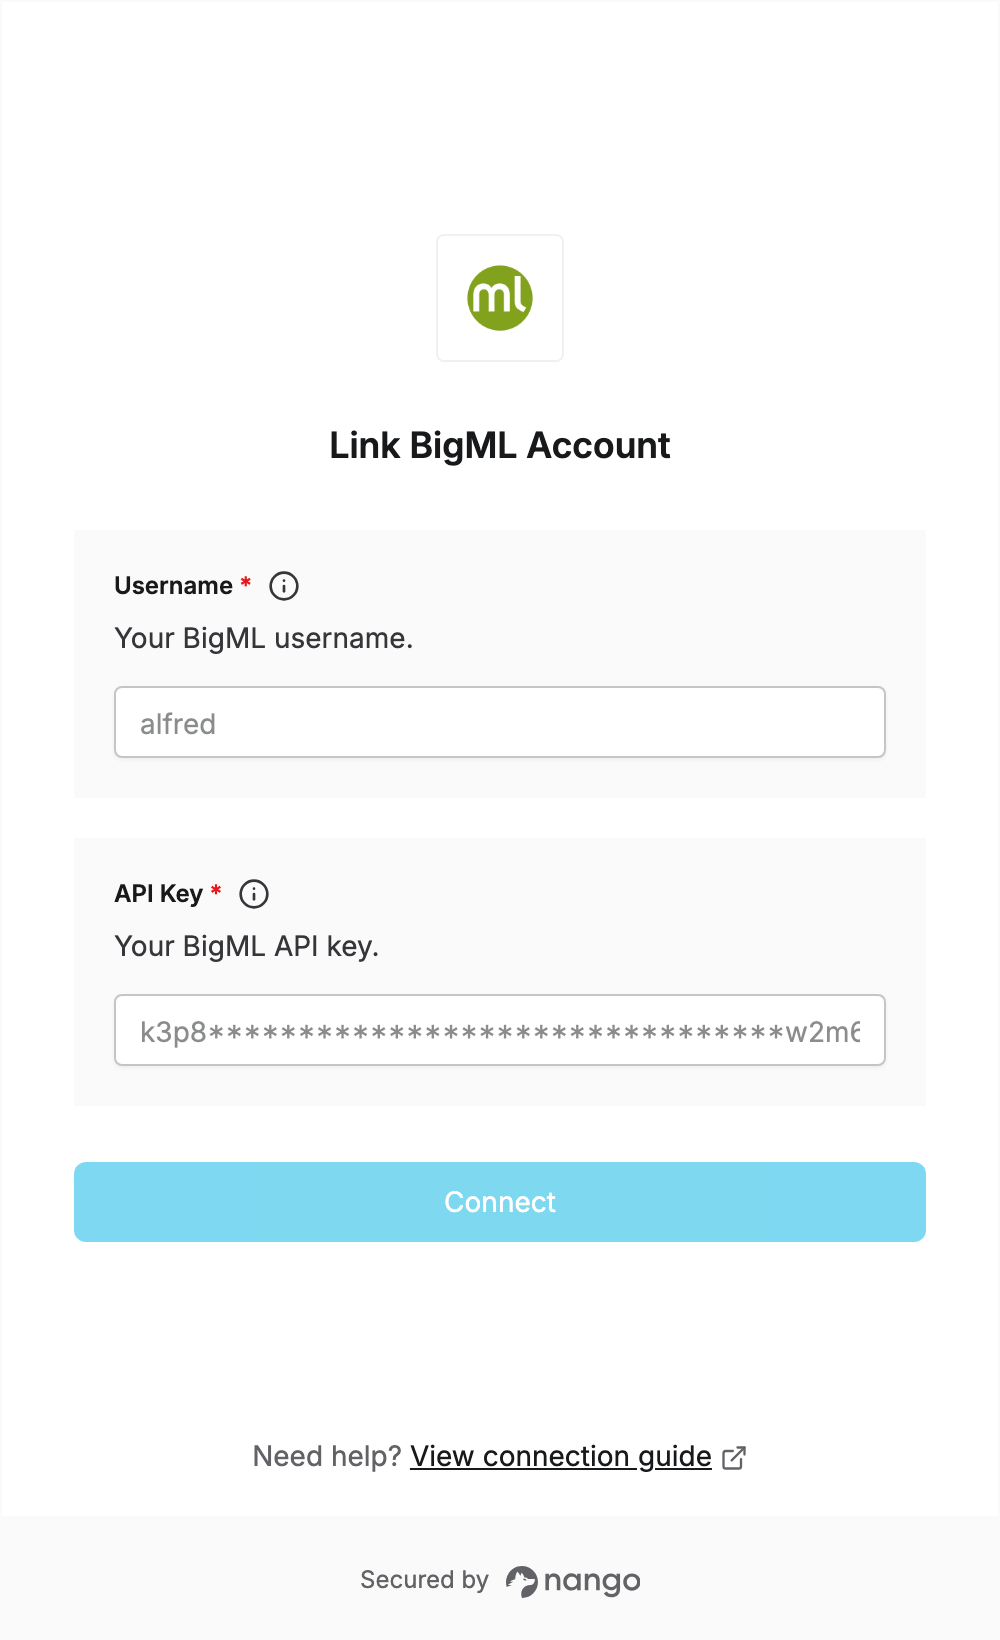 ml
Link BigML Account
Username *
Your BigML username.
alfred
API Key *
Your BigML API key.
k3p8********************************w2m6
Connect
Need help? View connection guide
Secured by nango